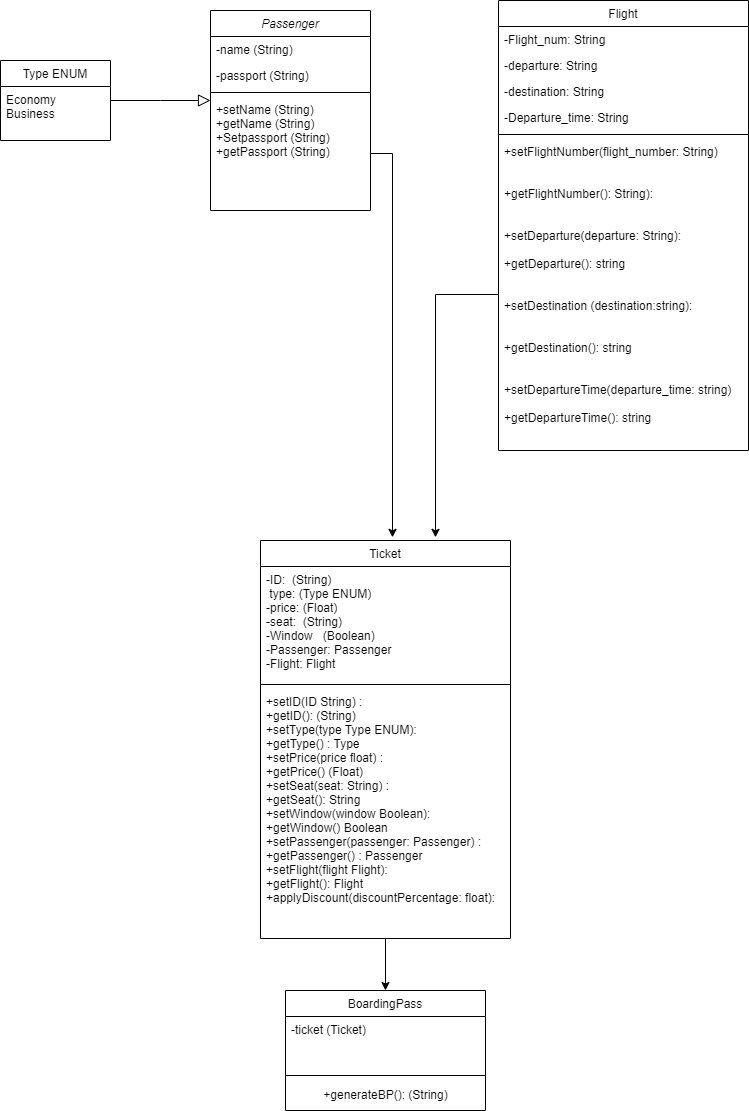 Type ENUM
Economy
Business
Passenger
-name (String)
-passport (String)
+setName (String)
+getName (String)
+Setpassport (String)
+getPassport (String)
Flight
-Flight_num: String
-departure: String
-destination: String
-Departure_time: String
+setFlightNumber(flight_number: String)
+getFlightNumber(): String):
+setDeparture(departure: String):
+getDeparture(): string
+setDestination (destination:string):
+getDestination(): string
+setDepartureTime(departure_time: string)
+getDepartureTime(): string
Ticket
-ID: (String)
type: (Type ENUM)
-price: (Float)
-seat: (String)
-Window (Boolean)
-Passenger: Passenger
-Flight: Flight
+setID(ID String) :
+getID(): (String)
+setType(type Type ENUM):
+getType() : Type
+setPrice(price float) :
+getPrice() (Float)
+setSeat(seat: String) :
+getSeat(): String
+setWindow(window Boolean):
+getWindow() Boolean
+setPassenger(passenger: Passenger) :
+getPassenger() : Passenger
+setFlight(flight Flight):
+getFlight(): Flight
+applyDiscount(discountPercentage: float):
BoardingPass
-ticket (Ticket)
+generateBP(): (String)